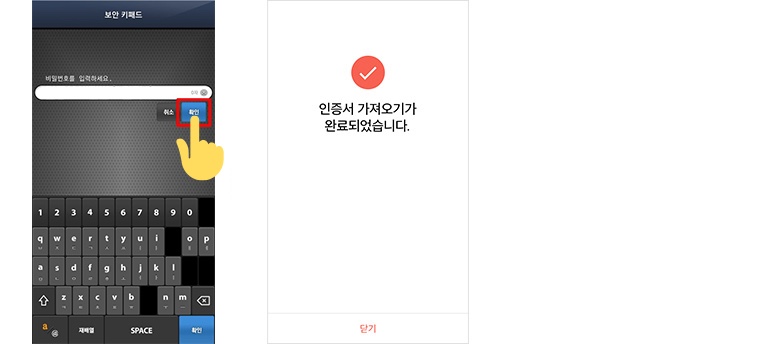 보안 키패드
비밀번호를 입력하세요.
취소 확인
1 2 3 4 5 6 7 8 9 0
q w e r t y u i o p
ㅂ ㅈ ㄷ ㄱ ㅅ ㅛ ㅕ ㅑ ㅐ ㅔ
a s d f g h j k l
ㅁ ㄴ ㅇ ㄹ ㅎ ㅗ ㅓ ㅏ ㅣ
z x c v b n m
ㅋ ㅌ ㅊ ㅍ ㅠ ㅜ ㅡ
a 재배열 SPACE 확인
인증서 가져오기가
완료되었습니다.
닫기